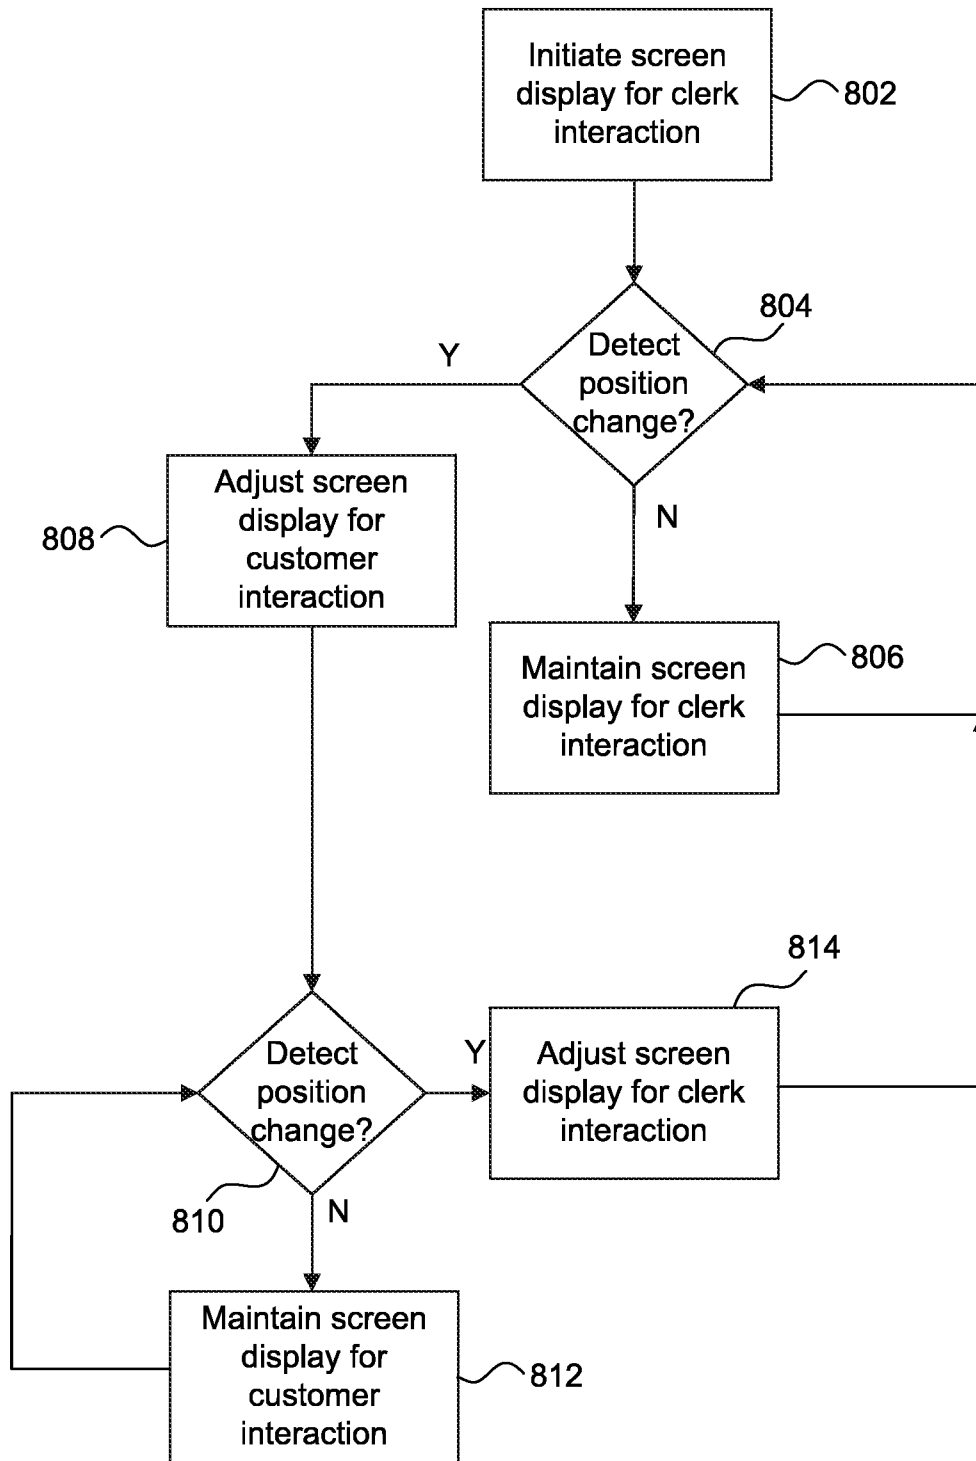 Initiate screen
display for clerk
interaction
802
804
Detect
position
change?
Y
N
Adjust screen
display for
customer
interaction
808
Maintain screen
display for clerk
interaction
806
814
Detect
position
change?
Y
Adjust screen
display for clerk
interaction
810
N
Maintain screen
display for
customer
interaction
812